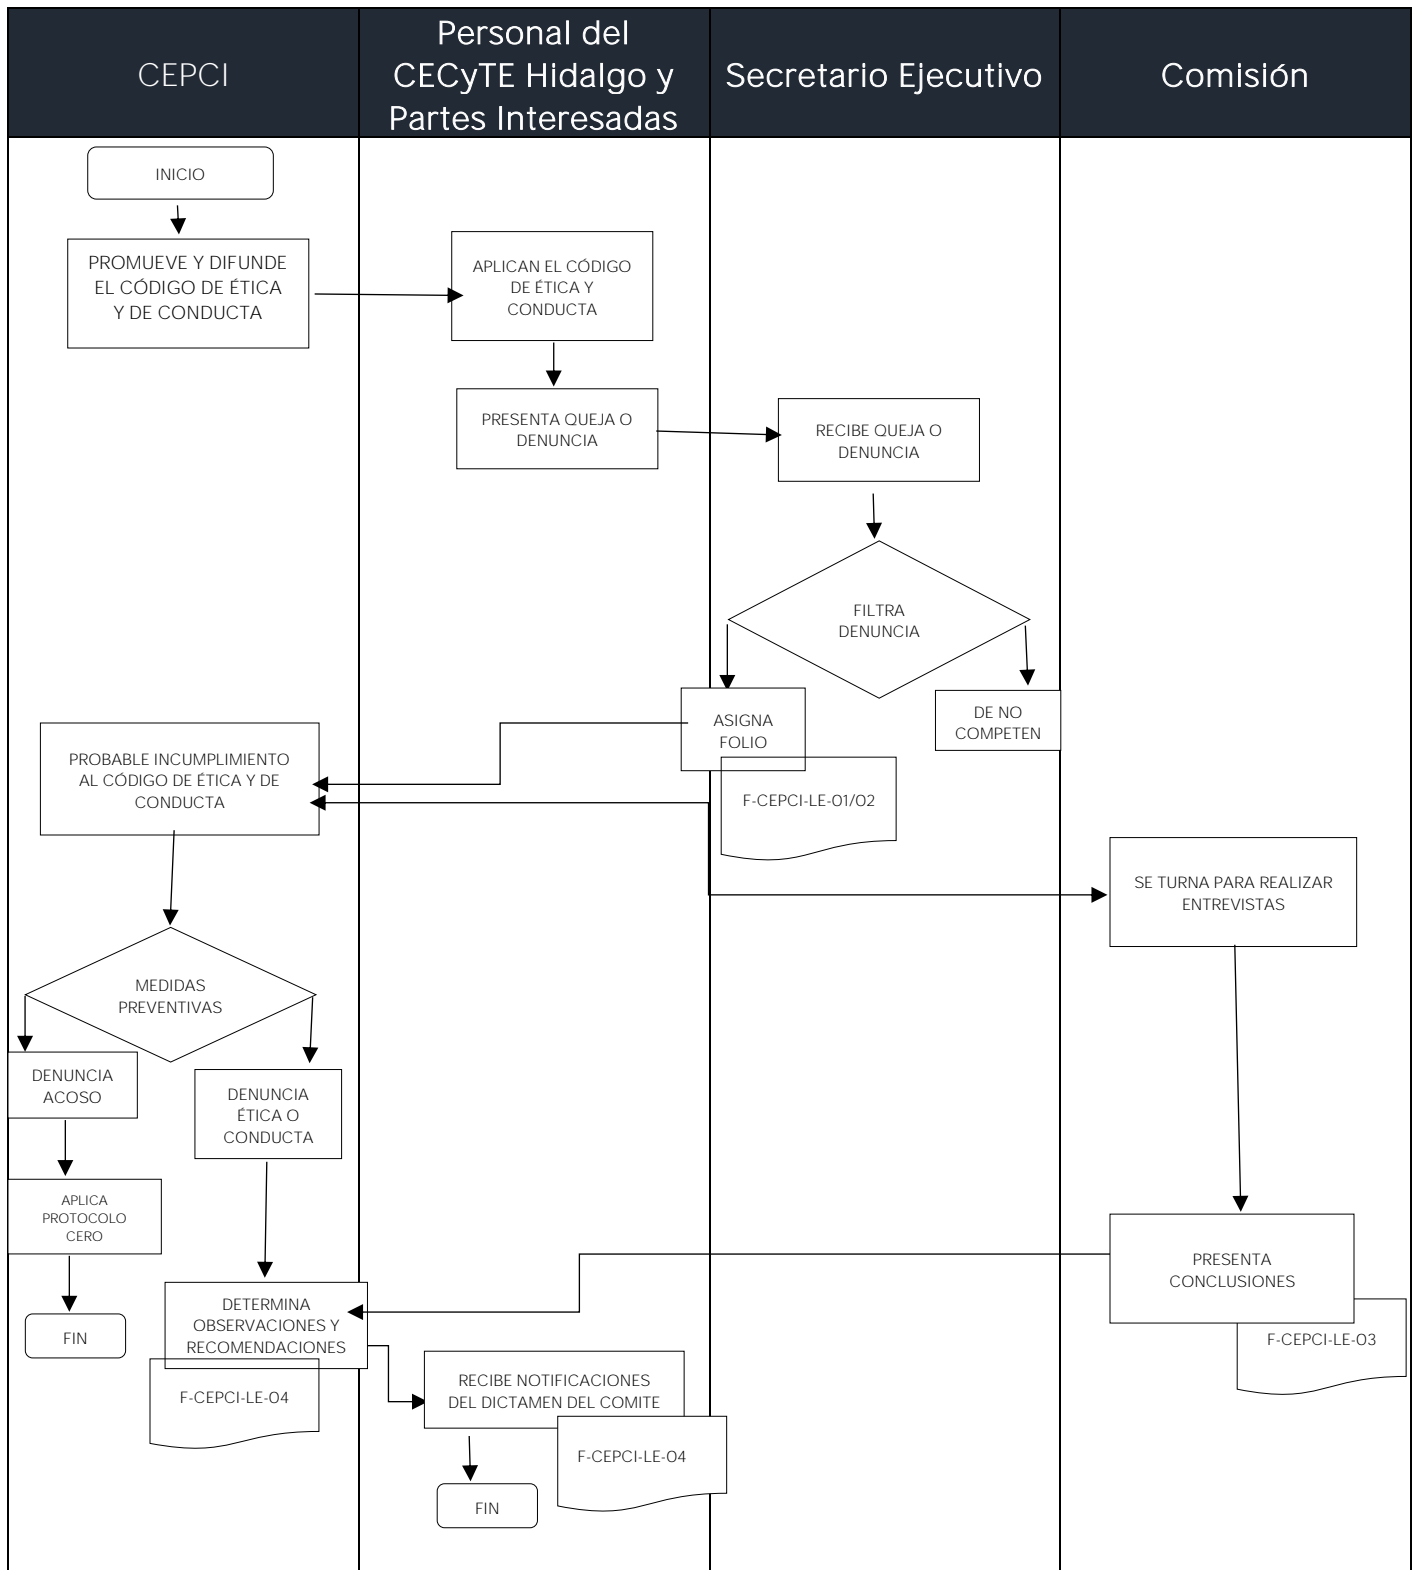 CEPCI
Personal del
CECyTE Hidalgo y
Partes Interesadas
Secretario Ejecutivo
Comisión
INICIO
PROMUEVE Y DIFUNDE
EL CÓDIGO DE ÉTICA
Y DE CONDUCTA
APLICAN EL CÓDIGO
DE ÉTICA Y
CONDUCTA
PRESENTA QUEJA O
DENUNCIA
RECIBE QUEJA O
DENUNCIA
FILTRA
DENUNCIA
ASIGNA
FOLIO
DE NO
COMPETEN
F-CEPCI-LE-01/02
PROBABLE INCUMPLIMIENTO
AL CÓDIGO DE ÉTICA Y DE
CONDUCTA
SE TURNA PARA REALIZAR
ENTREVISTAS
MEDIDAS
PREVENTIVAS
DENUNCIA
ACOSO
DENUNCIA
ÉTICA O
CONDUCTA
APLICA
PROTOCOLO
CERO
FIN
PRESENTA
CONCLUSIONES
F-CEPCI-LE-03
DETERMINA
OBSERVACIONES Y
RECOMENDACIONES
F-CEPCI-LE-04
RECIBE NOTIFICACIONES
DEL DICTAMEN DEL COMITE
F-CEPCI-LE-04
FIN